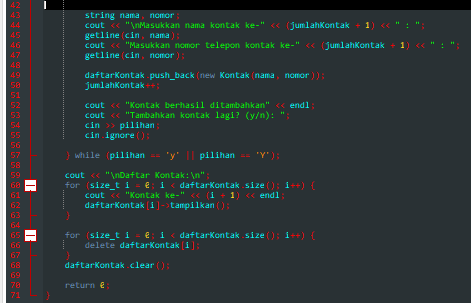 42
43 string nama, nomor;
44 cout << "\nMasukkan nama kontak ke-" << (jumlahKontak + 1) << " : ";
45 getline(cin, nama);
46 cout << "Masukkan nomor telepon kontak ke-" << (jumlahKontak + 1) << " : ";
47 getline(cin, nomor);
48
49 daftarKontak.push_back(new Kontak(nama, nomor));
50 jumlahKontak++;
51
52 cout << "Kontak berhasil ditambahkan" << endl;
53 cout << "Tambahkan kontak lagi? (y/n): ";
54 cin >> pilihan;
55 cin.ignore();
56
57 } while (pilihan == 'y' || pilihan == 'Y');
58
59 cout << "\nDaftar Kontak:\n";
60 for (size_t i = 0; i < daftarKontak.size(); i++) {
61 cout << "Kontak ke-" << (i + 1) << endl;
62 daftarKontak[i]->tampilkan();
63 }
64
65 for (size_t i = 0; i < daftarKontak.size(); i++) {
66 delete daftarKontak[i];
67 }
68 daftarKontak.clear();
69
70 return 0;
71 }